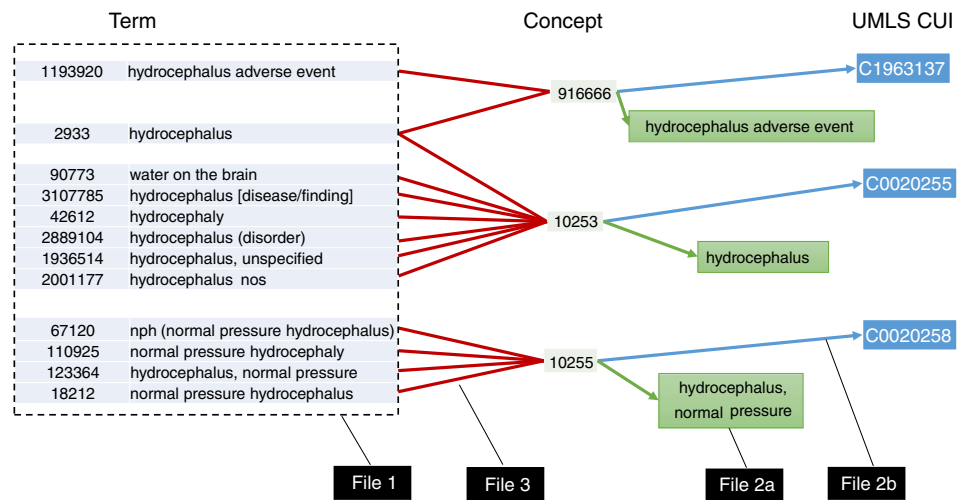 Term Concept UMLS CUI
1193920 hydrocephalus adverse event
C1963137
916666
hydrocephalus adverse event
2933 hydrocephalus
90773 water on the brain
3107785 hydrocephalus [disease/finding]
C0020255
42612 hydrocephaly
10253
2889104 hydrocephalus (disorder)
1936514 hydrocephalus, unspecified
hydrocephalus
2001177 hydrocephalus nos
67120 nph (normal pressure hydrocephalus)
C0020258
110925 normal pressure hydrocephaly
10255
123364 hydrocephalus, normal pressure
18212 normal pressure hydrocephalus
hydrocephalus,
normal pressure
File 1 File 3 File 2a File 2b